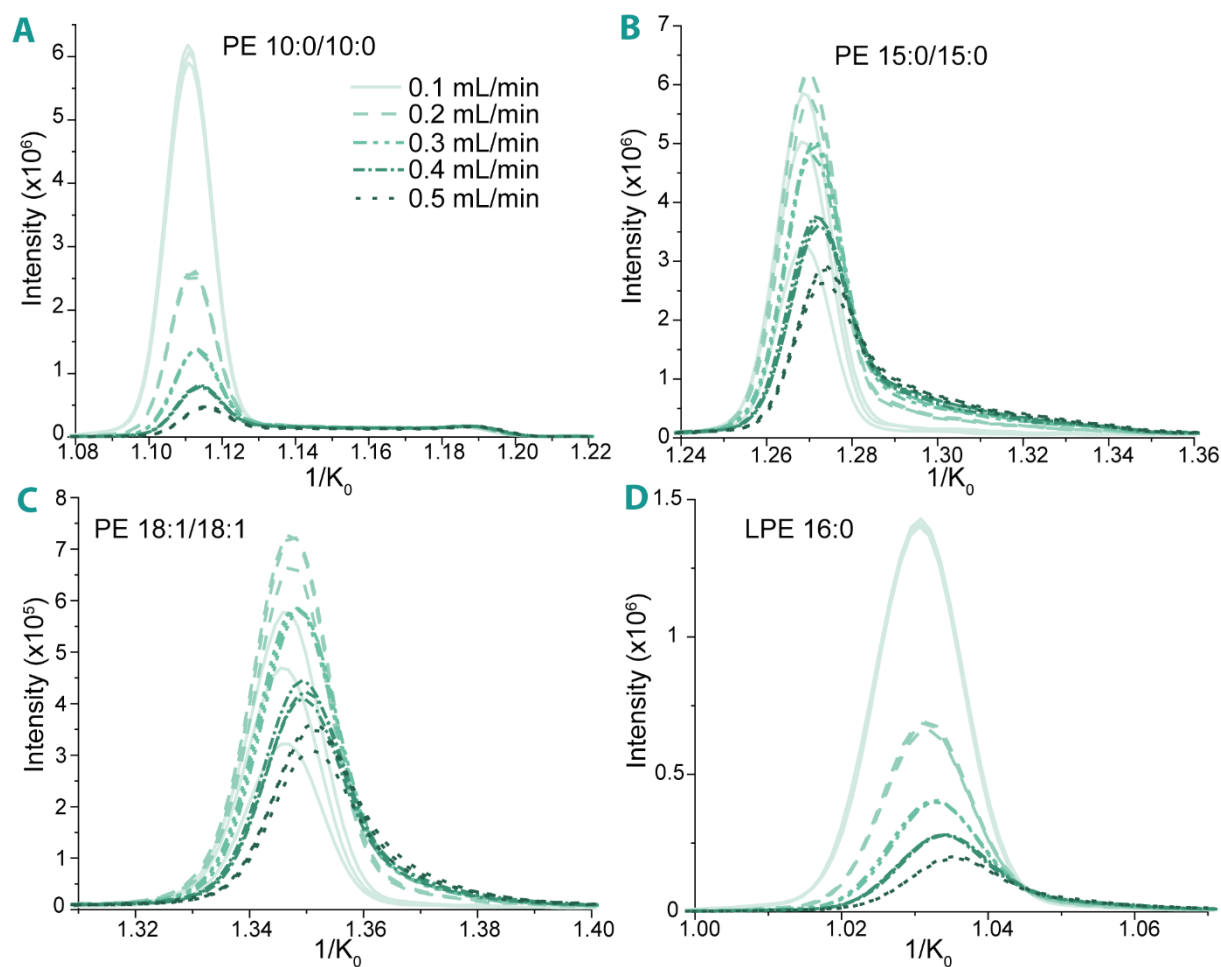 A
PE 10:0/10:0
0.1 mL/min
0.2 mL/min
0.3 mL/min
0.4 mL/min
0.5 mL/min
Intensity (x10⁶)
6
5
4
3
2
1
0
1.08 1.10 1.12 1.14 1.16 1.18 1.20 1.22
1/K₀
B
PE 15:0/15:0
Intensity (x10⁶)
7
6
5
4
3
2
1
0
1.24 1.26 1.28 1.30 1.32 1.34 1.36
1/K₀
C
PE 18:1/18:1
Intensity (x10⁵)
8
7
6
5
4
3
2
1
0
1.32 1.34 1.36 1.38 1.40
1/K₀
D
LPE 16:0
Intensity (x10⁶)
1.5
1
0.5
0
1.00 1.02 1.04 1.06
1/K₀